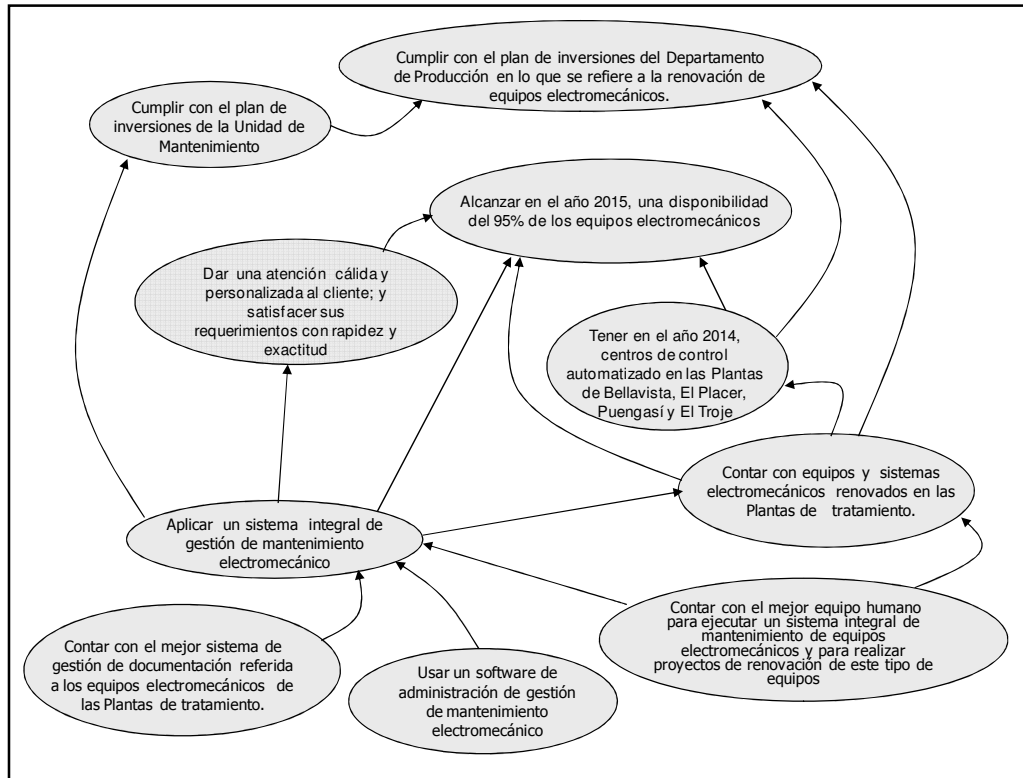 Cumplir con el plan de inversiones del Departamento
de Producción en lo que se refiere a la renovación de
equipos electromecánicos.
Cumplir con el plan de
inversiones de la Unidad de
Mantenimiento
Alcanzar en el año 2015, una disponibilidad
del 95% de los equipos electromecánicos
Dar una atención cálida y
personalizada al cliente; y
satisfacer sus
requerimientos con rapidez y
exactitud
Tener en el año 2014,
centros de control
automatizado en las Plantas
de Bellavista, El Placer,
Puengasí y El Troje
Contar con equipos y sistemas
electromecánicos renovados en las
Plantas de tratamiento.
Aplicar un sistema integral de
gestión de mantenimiento
electromecánico
Contar con el mejor equipo humano
para ejecutar un sistema integral de
mantenimiento de equipos
electromecánicos y para realizar
proyectos de renovación de este tipo de
equipos
Contar con el mejor sistema de
gestión de documentación referida
a los equipos electromecánicos de
las Plantas de tratamiento.
Usar un software de
administración de gestión
de mantenimiento
electromecánico